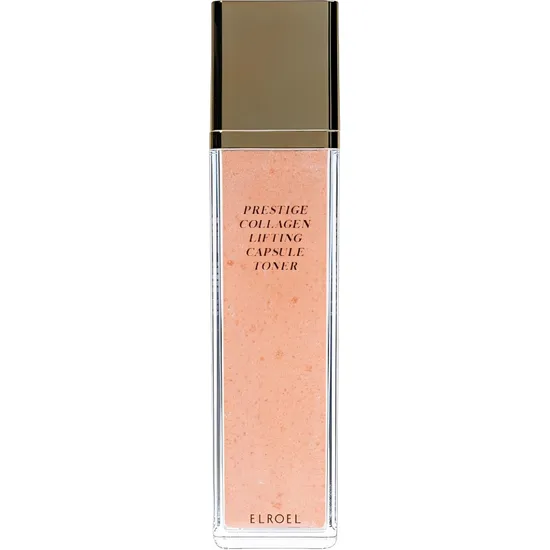 PRESTIGE
COLLAGEN
LIFTING
CAPSULE
TONER
ELROEL